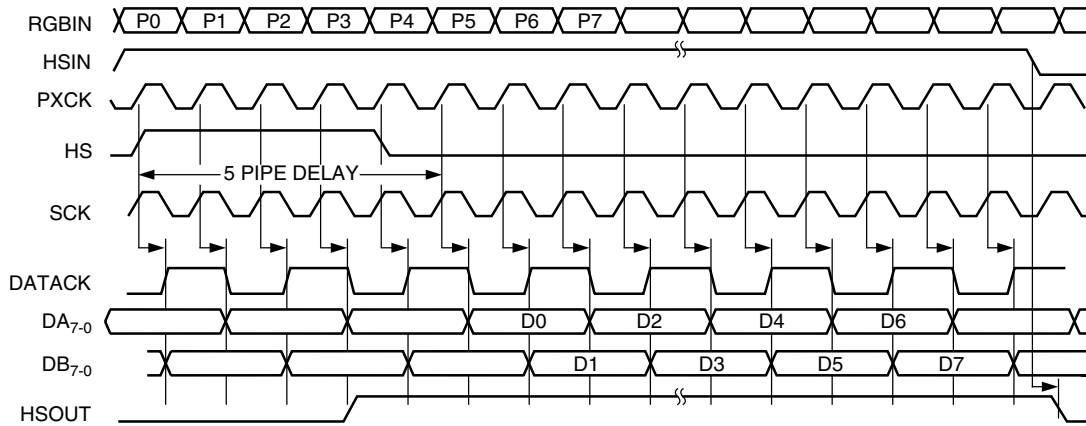 RGBIN P0 P1 P2 P3 P4 P5 P6 P7
HSIN
PXCK
HS
5 PIPE DELAY
SCK
DATACK
DA7-0 D0 D2 D4 D6
DB7-0 D1 D3 D5 D7
HSOUT